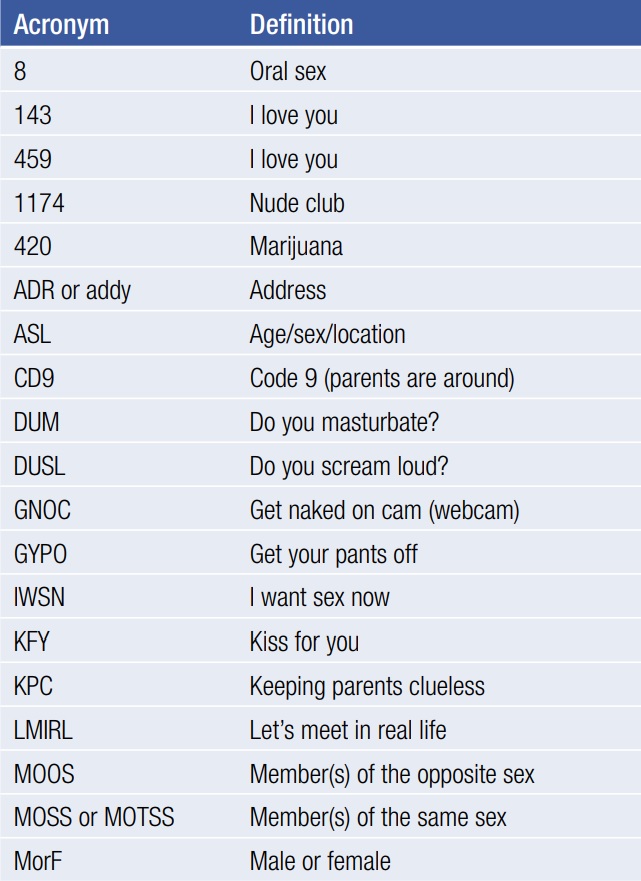 Acronym Definition
8 Oral sex
143 I love you
459 I love you
1174 Nude club
420 Marijuana
ADR or addy Address
ASL Age/sex/location
CD9 Code 9 (parents are around)
DUM Do you masturbate?
DUSL Do you scream loud?
GNOC Get naked on cam (webcam)
GYPO Get your pants off
IWSN I want sex now
KFY Kiss for you
KPC Keeping parents clueless
LMIRL Let’s meet in real life
MOOS Member(s) of the opposite sex
MOSS or MOTSS Member(s) of the same sex
MorF Male or female